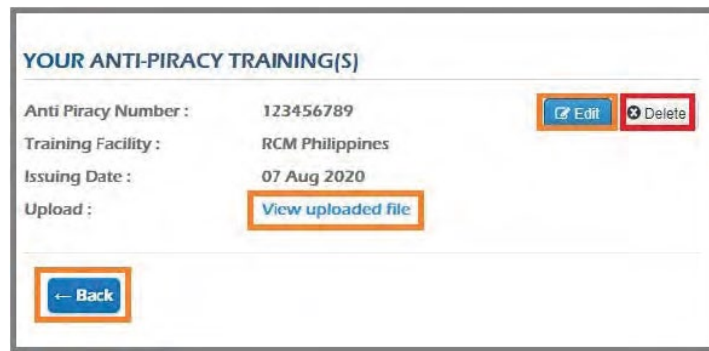 YOUR ANTI-PIRACY TRAINING(S)
Anti Piracy Number : 123456789 Edit Delete
Training Facility : RCM Philippines
Issuing Date : 07 Aug 2020
Upload : View uploaded file
← Back